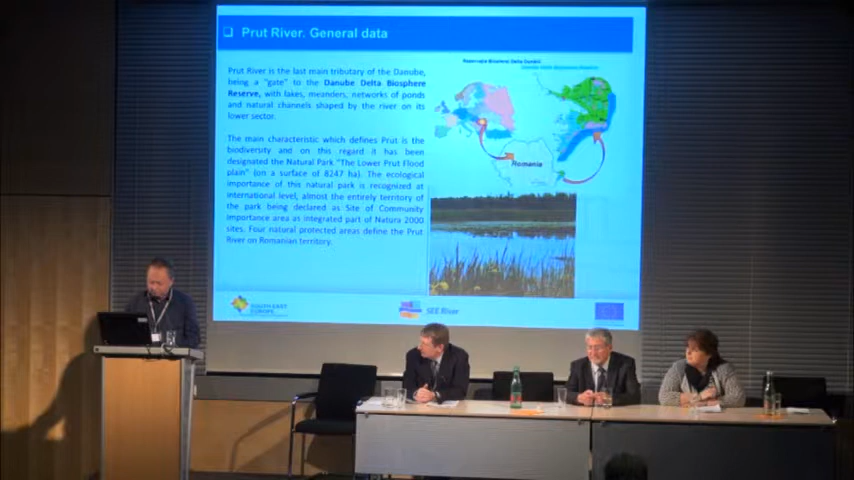 Prut River. General data
Prut River is the last main tributary of the Danube,
being a "gate" to the Danube Delta Biosphere
Reserve, with lakes, meanders, networks of ponds
and natural channels shaped by the river on its
lower sector.
The main characteristic which defines Prut is the
biodiversity and on this regard it has been
designated the Natural Park "The Lower Prut Flood
plain" (on a surface of 8247 ha). The ecological
importance of this natural park is recognized at
international level, almost the entirely territory of
the park being declared as Site of Community
Importance area as integrated part of Natura 2000
sites. Four natural protected areas define the Prut
River on Romanian territory.
Romania
SOUTH EAST
EUROPE
SEE River